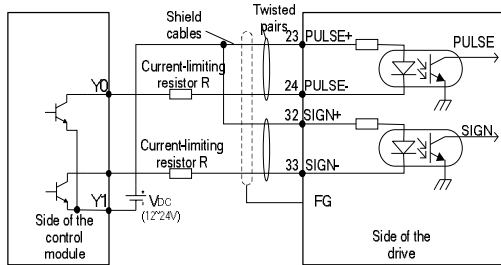 Shield
cables
Twisted
pairs
23 PULSE+
PULSE
Y0
Current-limiting
resistor R
24 PULSE-
32 SIGN+
SIGN
Current-limiting
resistor R
33 SIGN-
Y1
VDC
(12~24V)
FG
Side of the
control
module
Side of the
drive